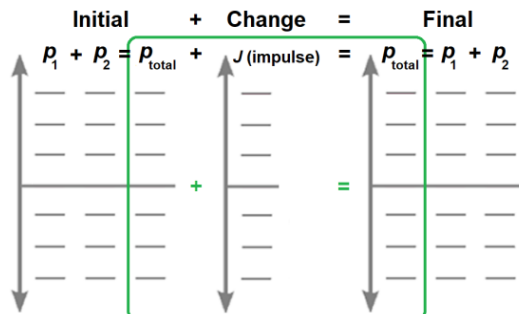 Initial + Change = Final
p1 + p2 = ptotal + J (impulse) = ptotal = p1 + p2
+ =